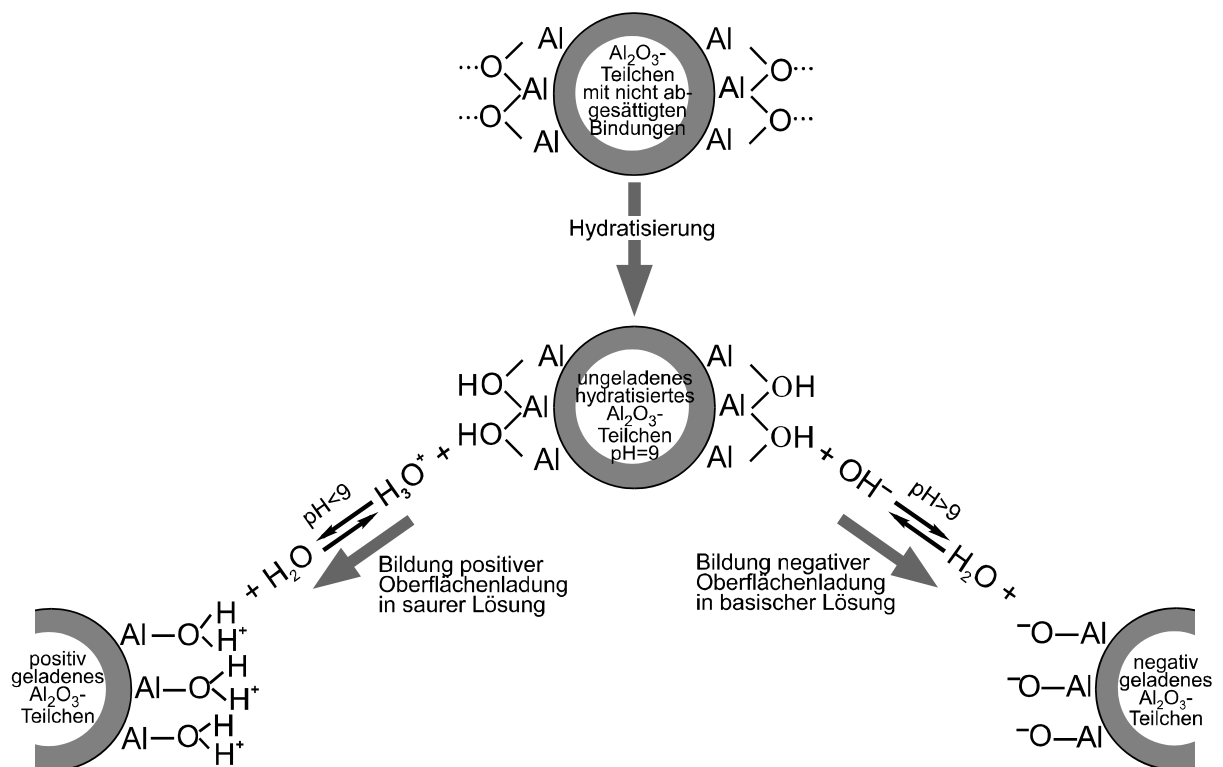 Al
Al
···O
O···
Al
Al
···O
O···
Al
Al
Al₂O₃-
Teilchen
mit nicht ab-
gesättigten
Bindungen
Hydratisierung
Al
Al
HO
OH
Al
Al
HO
OH
Al
Al
ungeladenes
hydratisiertes
Al₂O₃-
Teilchen
pH=9
+ H₃O⁺
pH<9
+ H₂O
+ OH⁻
pH>9
H₂O +
Bildung positiver
Oberflächenladung
in saurer Lösung
Bildung negativer
Oberflächenladung
in basischer Lösung
positiv
geladenes
Al₂O₃-
Teilchen
Al—O H
H⁺
Al—O H
H⁺
Al—O H
H⁺
⁻O—Al
⁻O—Al
⁻O—Al
negativ
geladenes
Al₂O₃-
Teilchen